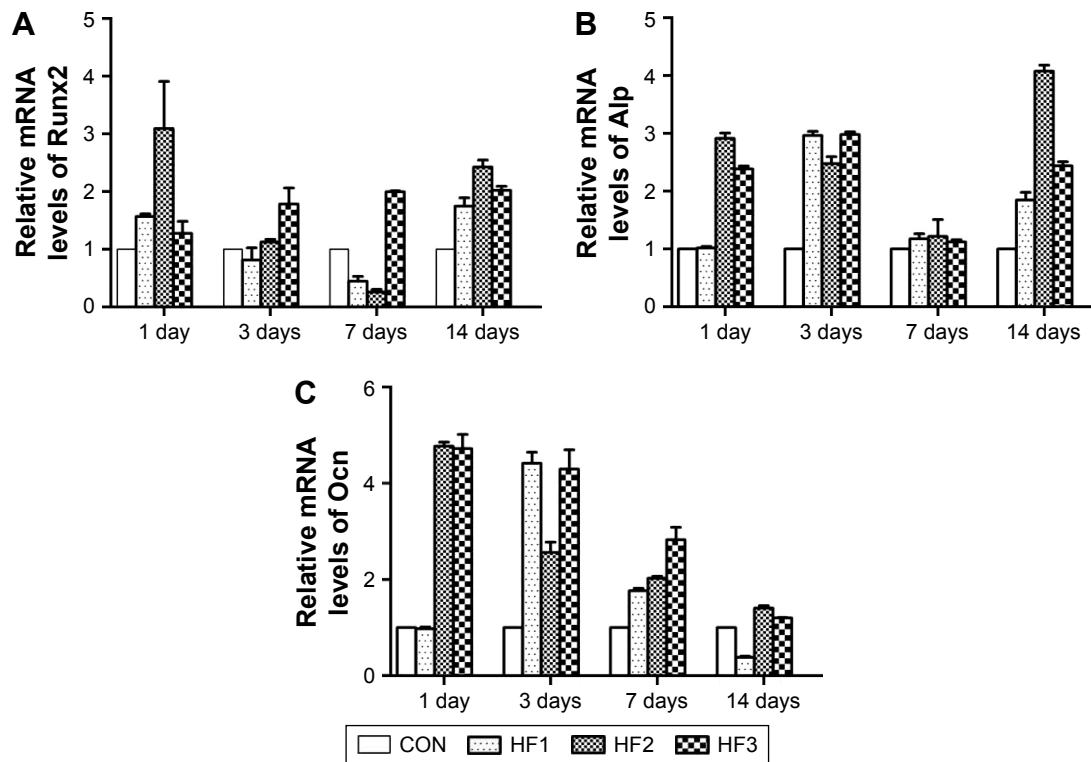 A
Relative mRNA
levels of Runx2
5
4
3
2
1
0
1 day 3 days 7 days 14 days
B
Relative mRNA
levels of Alp
5
4
3
2
1
0
1 day 3 days 7 days 14 days
C
Relative mRNA
levels of Ocn
6
4
2
0
1 day 3 days 7 days 14 days
CON HF1 HF2 HF3